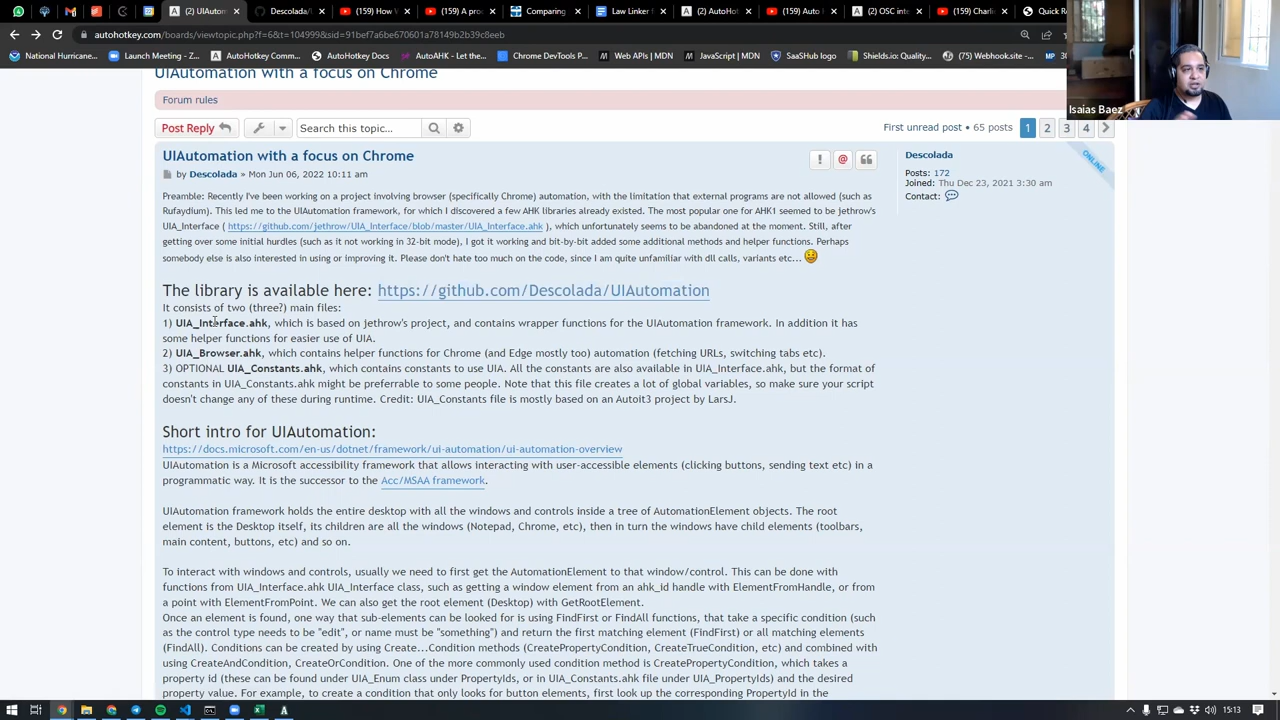 (2) UIA
(2) AutoHot
Descolada/
(159) How
(159) A pro
Comparing
Law Linker
(2) AutoHo
(159) Auto
(2) OSC int
(159) Charli
Quick R
autohotkey.com/boards/viewtopic.php?f=6&t=104999&sid=91bef7a6be670601a78149b2b39c8eeb
National Hurricane...
Launch Meeting - Z...
AutoHotkey Comm...
AutoHotkey Docs
AutoAHK - Let the...
Chrome DevTools P...
Web APIs | MDN
JavaScript | MDN
SaaSHub logo
Shields.io: Quality...
(75) Webhook.site -...
Isaias Baez
UIAutomation with a focus on Chrome
Forum rules
Post Reply
Search this topic...
First unread post • 65 posts
1 2 3 4
UIAutomation with a focus on Chrome
by Descolada » Mon Jun 06, 2022 10:11 am
Descolada
Posts: 172
Joined: Thu Dec 23, 2021 3:30 am
Contact:
ONLINE
Preamble: Recently, I've been working on a project involving browser (specifically Chrome) automation, with the limitation that external programs are not allowed (such as
Rufaydium). This led me to the UIAutomation framework, for which I discovered a few AHK libraries already existed. The most popular one for AHK1 seemed to be jethrow's
UIA_Interface ( https://github.com/jethrow/UIA_Interface/blob/master/UIA_Interface.ahk ), which unfortunately seems to be abandoned at the moment. Still, after
getting over some initial hurdles (such as it not working in 32-bit mode), I got it working and bit-by-bit added some additional methods and helper functions. Perhaps
somebody else is also interested in using or improving it. Please don't hate too much on the code, since I am quite unfamiliar with dll calls, variants etc...
The library is available here: https://github.com/Descolada/UIAutomation
It consists of two (three?) main files:
1) UIA_Interface.ahk, which is based on jethrow's project, and contains wrapper functions for the UIAutomation framework. In addition it has
some helper functions for easier use of UIA.
2) UIA_Browser.ahk, which contains helper functions for Chrome (and Edge mostly too) automation (fetching URLs, switching tabs etc).
3) OPTIONAL UIA_Constants.ahk, which contains constants to use UIA. All the constants are also available in UIA_Interface.ahk, but the format of
constants in UIA_Constants.ahk might be preferrable to some people. Note that this file creates a lot of global variables, so make sure your script
doesn't change any of these during runtime. Credit: UIA_Constants file is mostly based on an Autoit3 project by LarsJ.
Short intro for UIAutomation:
https://docs.microsoft.com/en-us/dotnet/framework/ui-automation/ui-automation-overview
UIAutomation is a Microsoft accessibility framework that allows interacting with user-accessible elements (clicking buttons, sending text etc) in a
programmatic way. It is the successor to the Acc/MSAA framework.
UIAutomation framework holds the entire desktop with all the windows and controls inside a tree of AutomationElement objects. The root
element is the Desktop itself, its children are all the windows (Notepad, Chrome, etc), then in turn the windows have child elements (toolbars,
main content, buttons, etc) and so on.
To interact with windows and controls, usually we need to first get the AutomationElement to that window/control. This can be done with
functions from UIA_Interface.ahk UIA_Interface class, such as getting a window element from an ahk_id handle with ElementFromHandle, or from
a point with ElementFromPoint. We can also get the root element (Desktop) with GetRootElement.
Once an element is found, one way that sub-elements can be looked for is using FindFirst or FindAll functions, that take a specific condition (such
as the control type needs to be "edit", or name must be "something") and return the first matching element (FindFirst) or all matching elements
(FindAll). Conditions can be created by using Create...Condition methods (CreatePropertyCondition, CreateTrueCondition, etc) and combined with
using CreateAndCondition, CreateOrCondition. One of the more commonly used condition method is CreatePropertyCondition, which takes a
property id (these can be found under UIA_Enum class under PropertyIds, or in UIA_Constants.ahk file under UIA_PropertyIds) and the desired
property value. For example, to create a condition that only looks for button elements, first look up the corresponding PropertyId in the
15:13